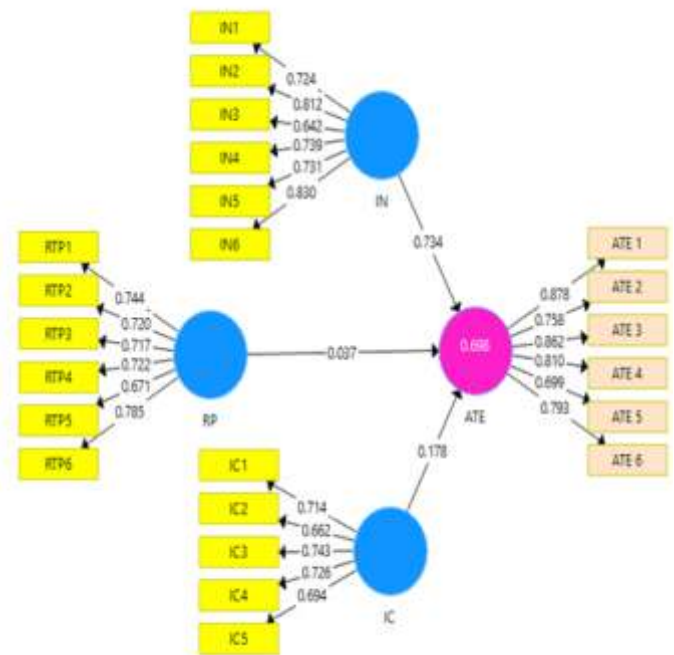 IN1
IN2
IN3
IN4
IN5
IN6
0.724
0.812
0.642
0.739
0.731
0.830
IN
0.734
RTP1
RTP2
RTP3
RTP4
RTP5
RTP6
0.744
0.720
0.717
0.722
0.671
0.785
RP
0.037
ATE
0.878
0.758
0.862
0.810
0.699
0.793
ATE 1
ATE 2
ATE 3
ATE 4
ATE 5
ATE 6
0.178
IC1
IC2
IC3
IC4
IC5
0.714
0.662
0.743
0.726
0.694
IC